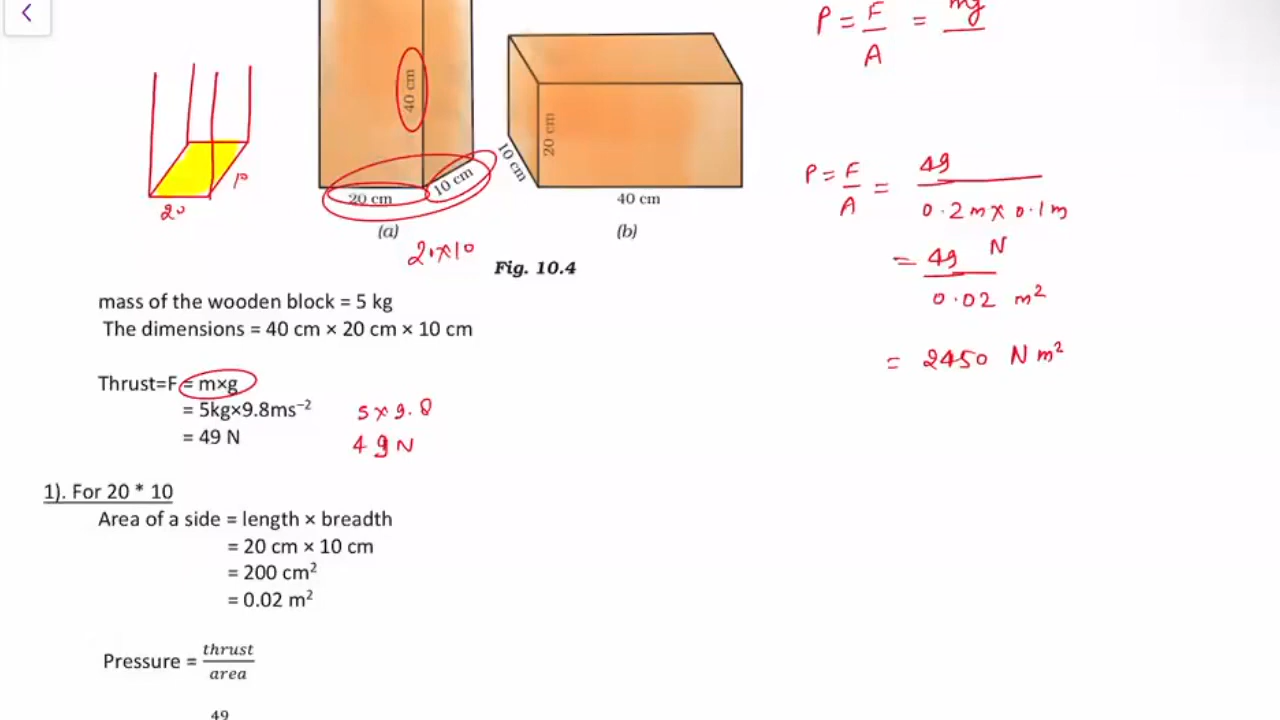 P = F/A = mg
40 cm
20 cm
10 cm
(a)
10 cm
20 cm
40 cm
(b)
20
10
20×10
Fig. 10.4
P = F/A = 49 / 0.2 m × 0.1 m
= 49 N / 0.02 m²
= 2450 N m²
mass of the wooden block = 5 kg
The dimensions = 40 cm × 20 cm × 10 cm
Thrust=F = m×g
= 5kg×9.8ms⁻² 5×9.8
= 49 N 49N
1). For 20 * 10
Area of a side = length × breadth
= 20 cm × 10 cm
= 200 cm²
= 0.02 m²
Pressure = thrust/area
49